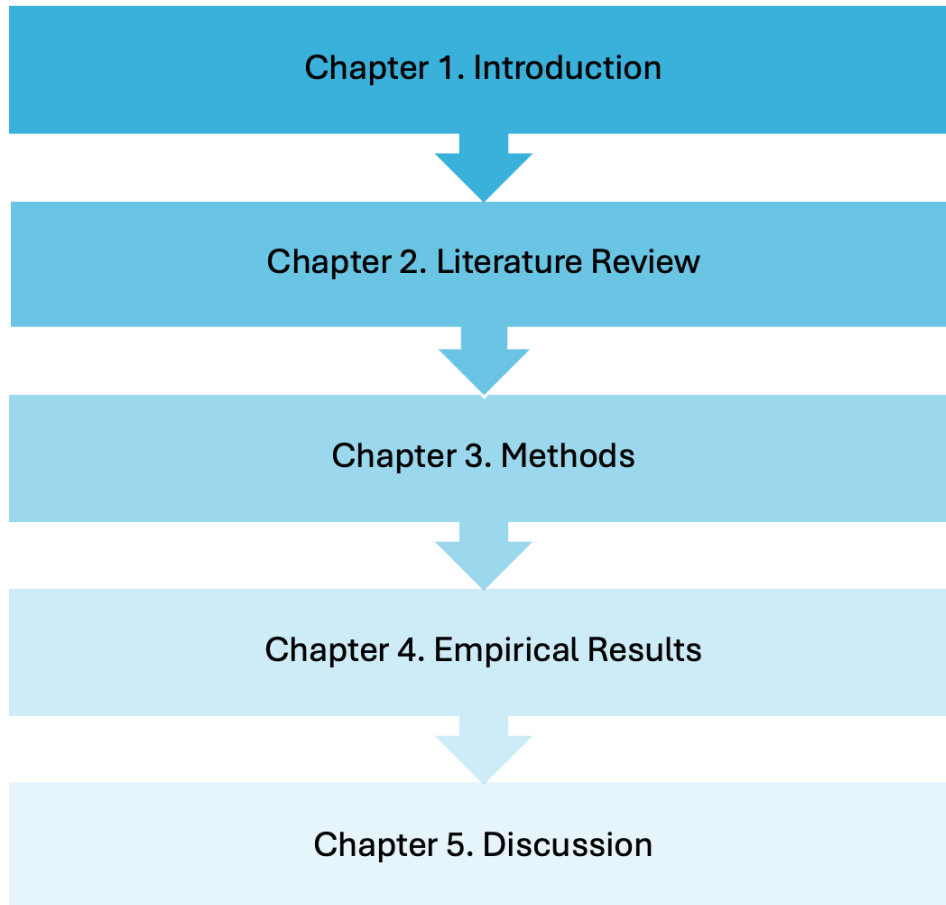 Chapter 1. Introduction
Chapter 2. Literature Review
Chapter 3. Methods
Chapter 4. Empirical Results
Chapter 5. Discussion